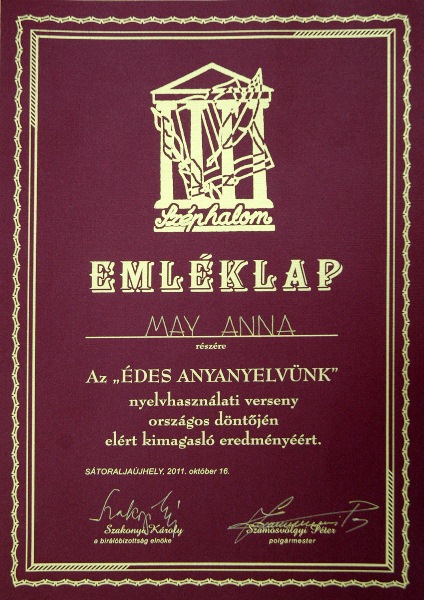 Széphalom
EMLÉKLAP
MAY ANNA
részére
Az „ÉDES ANYANYELVÜNK”
nyelvhasználati verseny
országos döntőjén
elért kimagasló eredményéért.
SÁTORALJAÚJHELY, 2011. október 16.
Szakonyi Károly
a bírálóbizottság elnöke
Szamosvölgyi Péter
polgármester